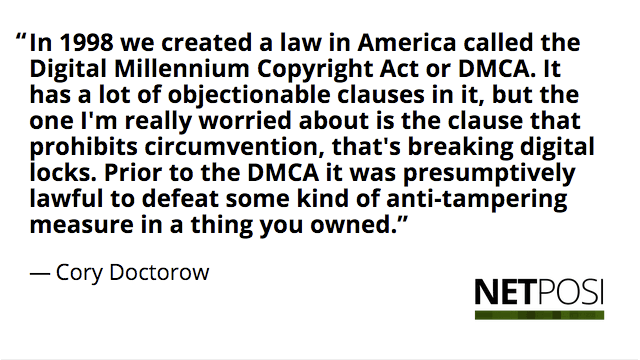 “In 1998 we created a law in America called the
Digital Millennium Copyright Act or DMCA. It
has a lot of objectionable clauses in it, but the
one I'm really worried about is the clause that
prohibits circumvention, that's breaking digital
locks. Prior to the DMCA it was presumptively
lawful to defeat some kind of anti-tampering
measure in a thing you owned.”
— Cory Doctorow
NETPOSI